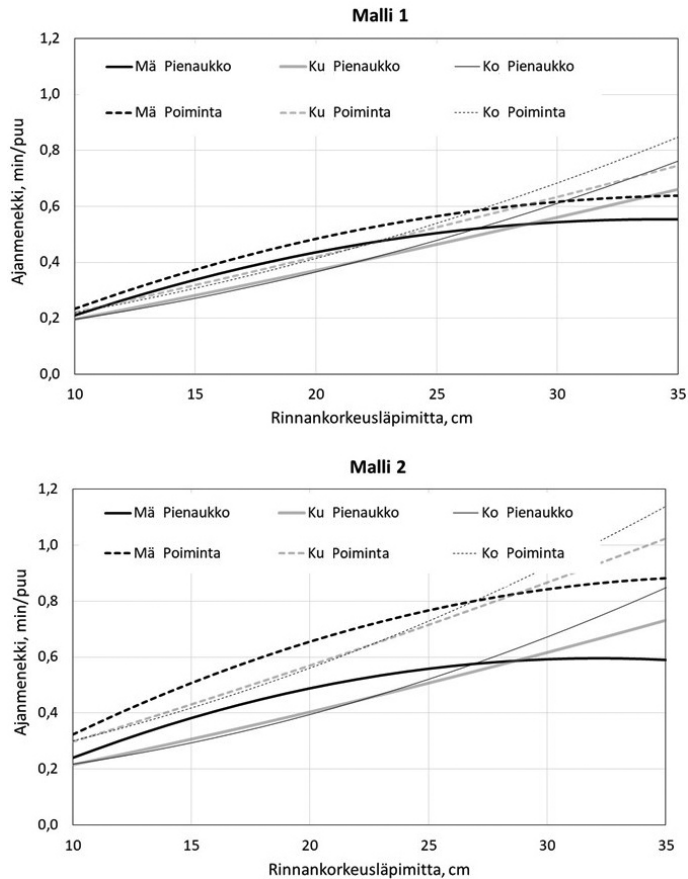 Malli 1
1,2
Mä Pienaukko Ku Pienaukko Ko Pienaukko
1,0
Mä Poiminta Ku Poiminta Ko Poiminta
0,8
0,6
0,4
0,2
0,0
Ajanmenekki, min/puu
10 15 20 25 30 35
Rinnankorkeusläpimitta, cm
Malli 2
1,2
Mä Pienaukko Ku Pienaukko Ko Pienaukko
1,0
Mä Poiminta Ku Poiminta Ko Poiminta
0,8
0,6
0,4
0,2
0,0
Ajanmenekki, min/puu
10 15 20 25 30 35
Rinnankorkeusläpimitta, cm